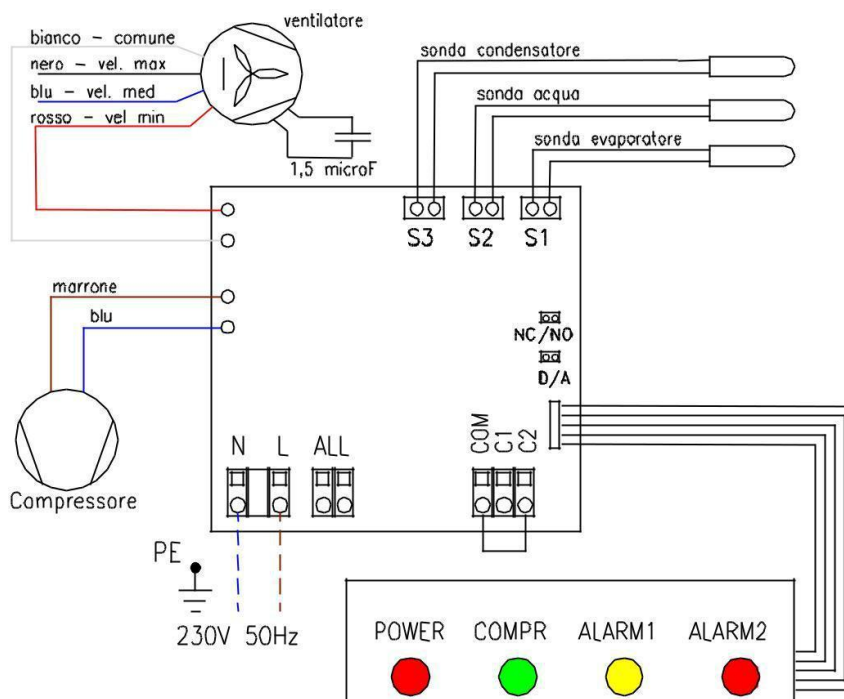 ventilatore
bianco – comune
nero – vel. max
blu – vel. med
rosso – vel min
1,5 microF
sonda condensatore
sonda acqua
sonda evaporatore
S3 S2 S1
marrone
blu
NC/NO
D/A
Compressore
N L ALL COM C1 C2
PE
230V 50Hz
POWER COMPR ALARM1 ALARM2